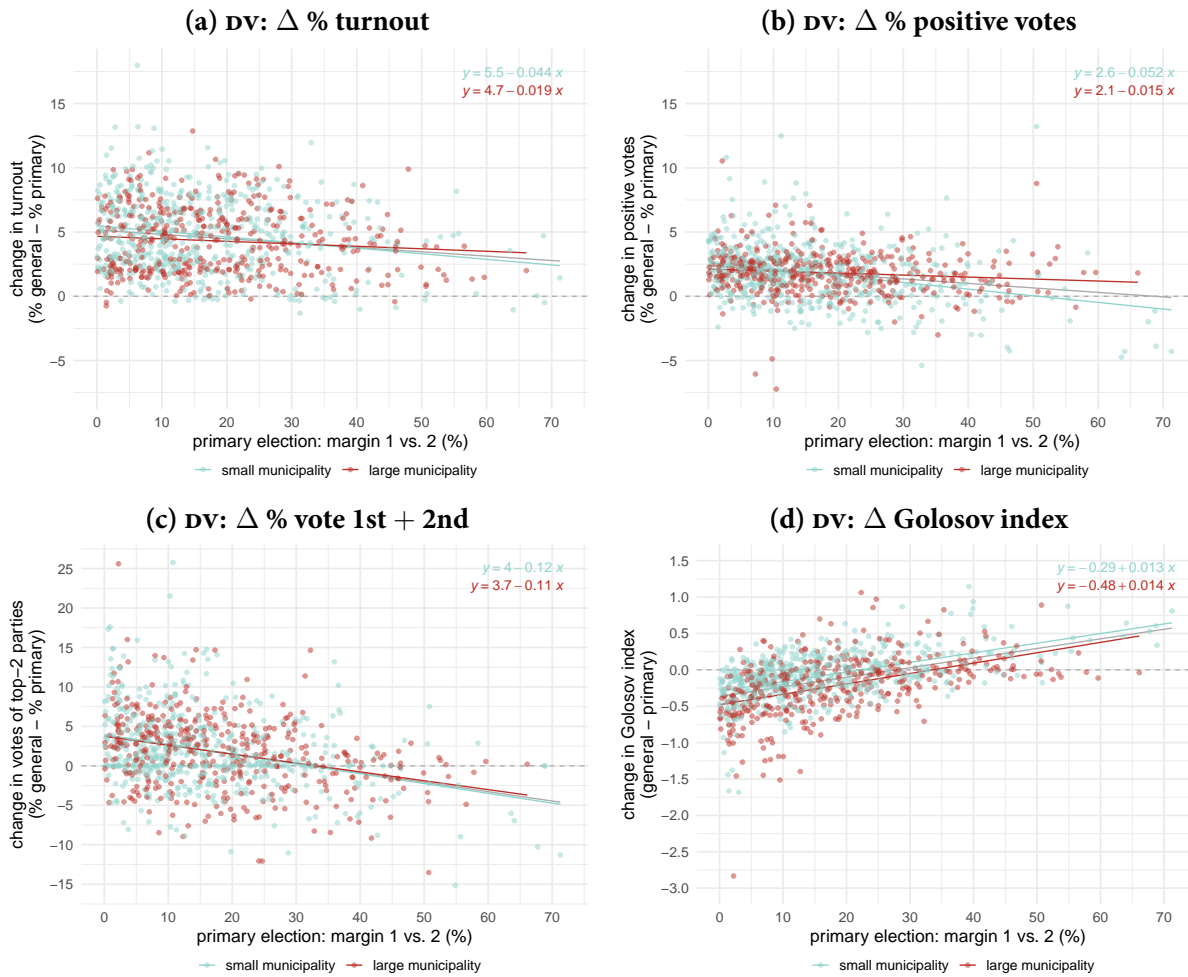 (a) DV: Δ % turnout
y = 5.5 − 0.044 x
y = 4.7 − 0.019 x
15
10
5
0
−5
change in turnout
(% general − % primary)
0 10 20 30 40 50 60 70
primary election: margin 1 vs. 2 (%)
small municipality large municipality
(b) DV: Δ % positive votes
y = 2.6 − 0.052 x
y = 2.1 − 0.015 x
15
10
5
0
−5
change in positive votes
(% general − % primary)
0 10 20 30 40 50 60 70
primary election: margin 1 vs. 2 (%)
small municipality large municipality
(c) DV: Δ % vote 1st + 2nd
y = 4 − 0.12 x
y = 3.7 − 0.11 x
25
20
15
10
5
0
−5
−10
−15
change in votes of top−2 parties
(% general − % primary)
0 10 20 30 40 50 60 70
primary election: margin 1 vs. 2 (%)
small municipality large municipality
(d) DV: Δ Golosov index
y = −0.29 + 0.013 x
y = −0.48 + 0.014 x
1.5
1.0
0.5
0.0
−0.5
−1.0
−1.5
−2.0
−2.5
−3.0
change in Golosov index
(general − primary)
0 10 20 30 40 50 60 70
primary election: margin 1 vs. 2 (%)
small municipality large municipality